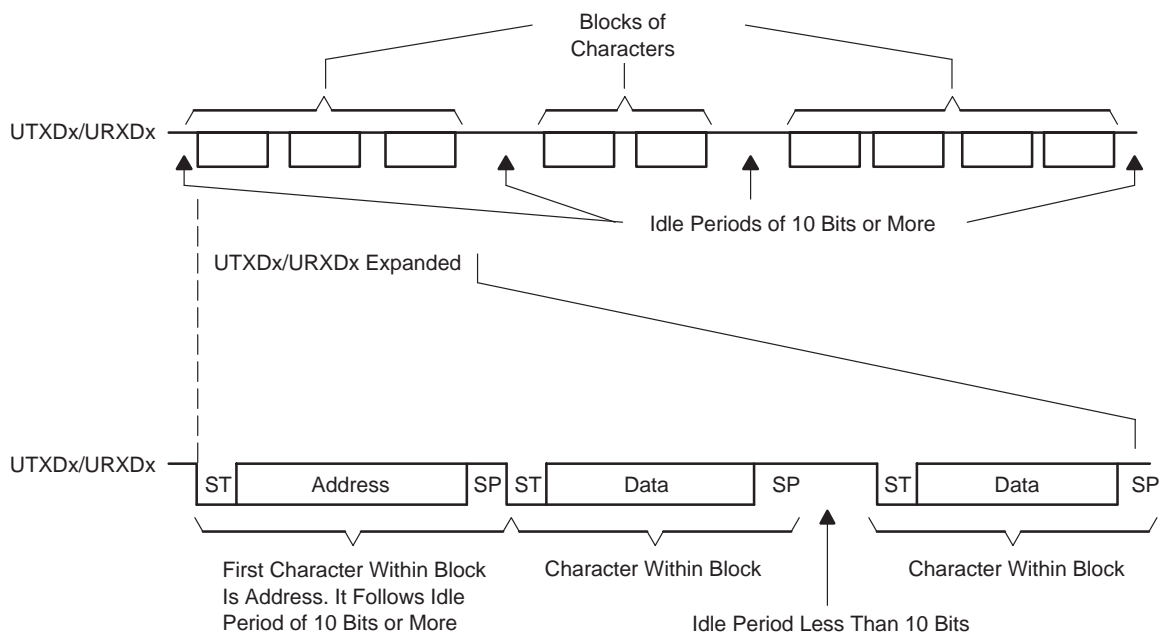 Blocks of
Characters
UTXDx/URXDx
Idle Periods of 10 Bits or More
UTXDx/URXDx Expanded
UTXDx/URXDx
ST
Address
SP
ST
Data
SP
ST
Data
SP
First Character Within Block
Is Address. It Follows Idle
Period of 10 Bits or More
Character Within Block
Character Within Block
Idle Period Less Than 10 Bits